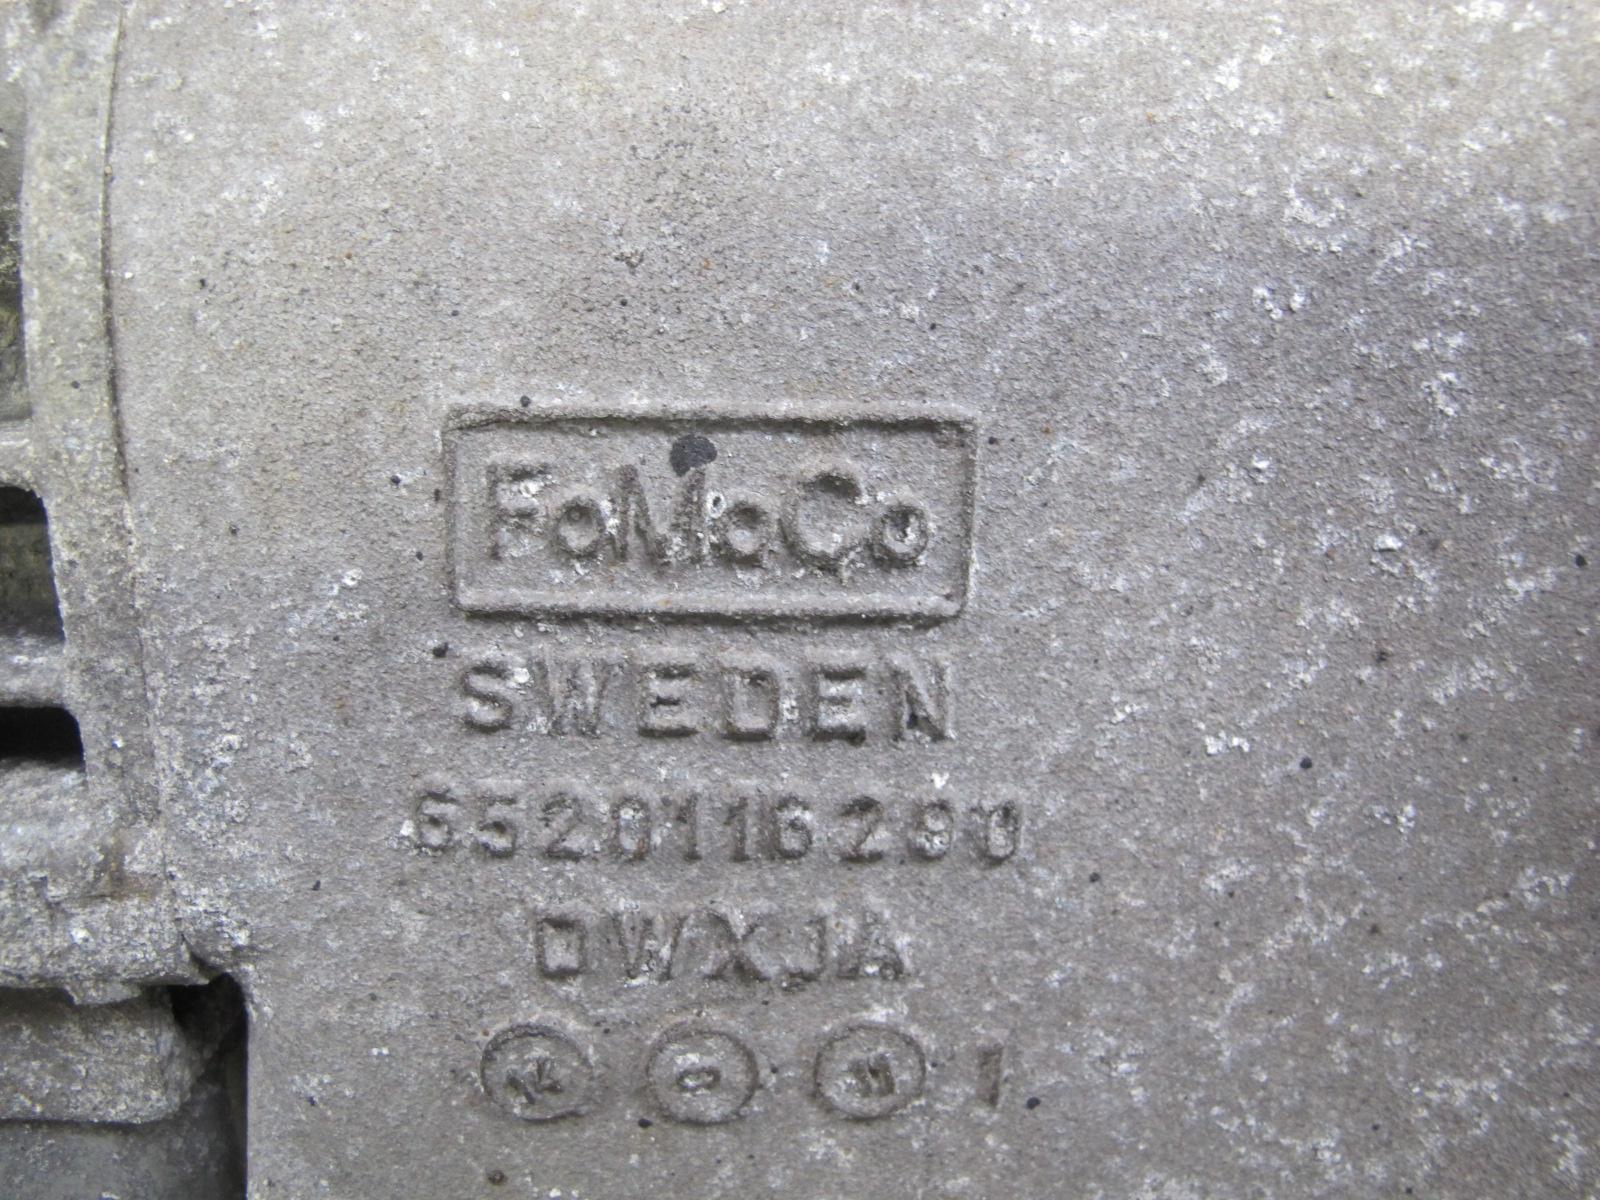 FoMoCo
SWEDEN
6520116290
DWXJA